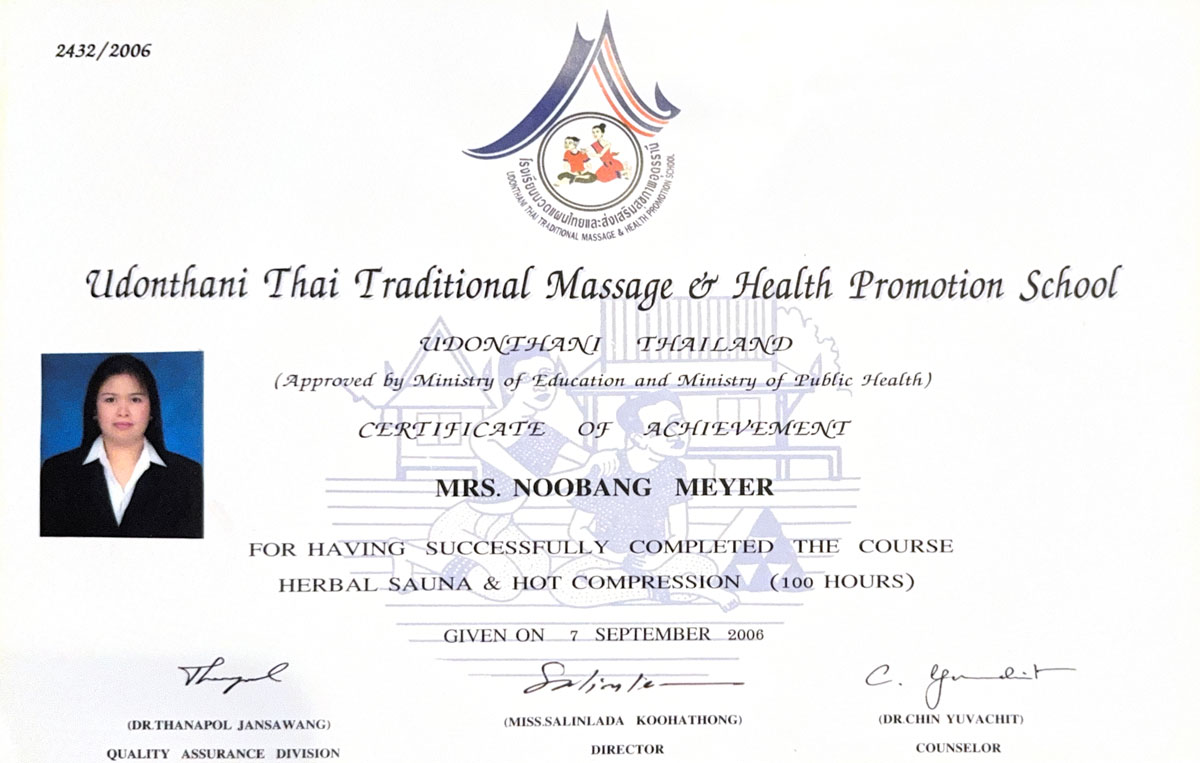 2432/2006
โรงเรียนนวดแผนไทยและส่งเสริมสุขภาพอุดรธานี
UDONTHANI THAI TRADITIONAL MASSAGE & HEALTH PROMOTION SCHOOL
Udonthani Thai Traditional Massage & Health Promotion School
UDONTHANI THAILAND
(Approved by Ministry of Education and Ministry of Public Health)
CERTIFICATE OF ACHIEVEMENT
MRS. NOOBANG MEYER
FOR HAVING SUCCESSFULLY COMPLETED THE COURSE
HERBAL SAUNA & HOT COMPRESSION (100 HOURS)
GIVEN ON 7 SEPTEMBER 2006
(DR.THANAPOL JANSAWANG) (MISS.SALINLADA KOOHATHONG) (DR.CHIN YUVACHIT)
QUALITY ASSURANCE DIVISION DIRECTOR COUNSELOR